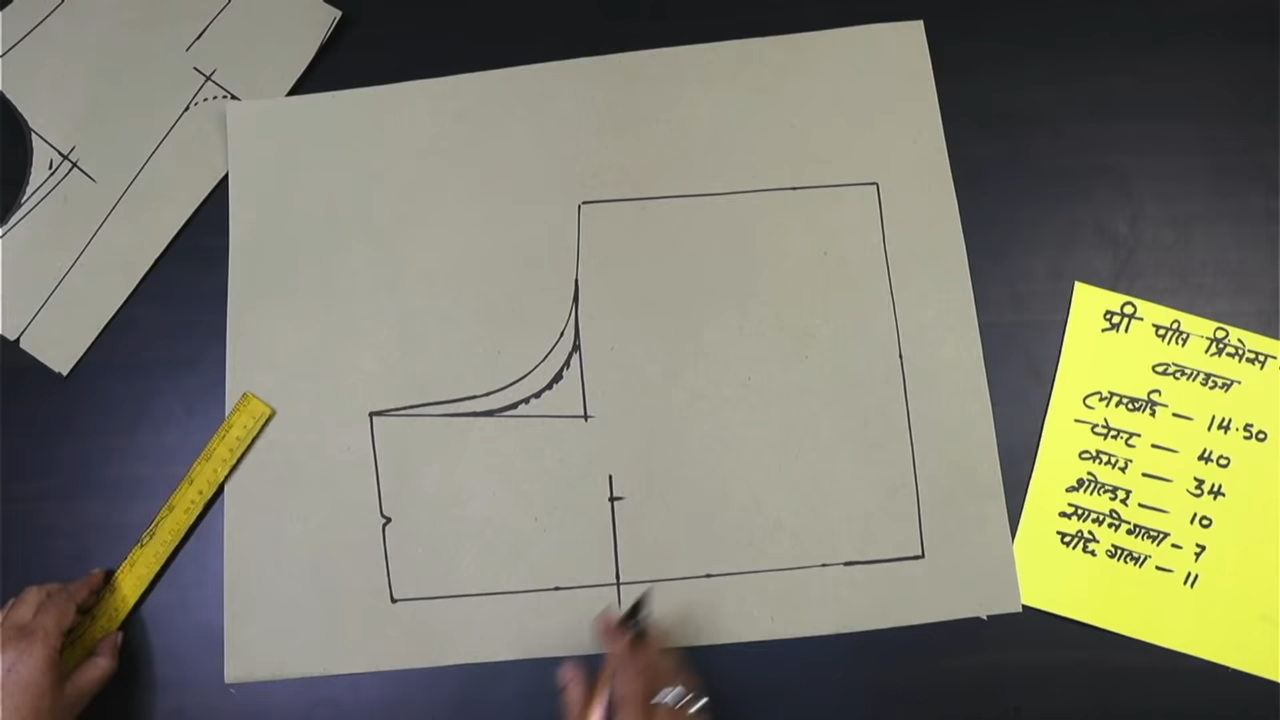 थ्री पीस प्रिंसेस
ब्लाउज
लम्बाई - 14.50
चेस्ट - 40
कमर - 34
शोल्डर - 10
सामने गला - 7
पीछे गला - 11